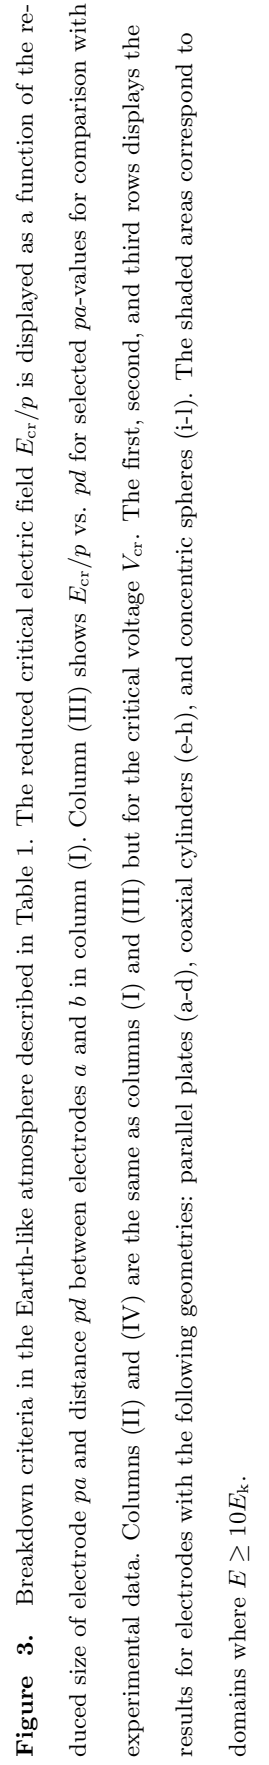 Figure 3. Breakdown criteria in the Earth-like atmosphere described in Table 1. The reduced critical electric field E_cr/p is displayed as a function of the re-
duced size of electrode pa and distance pd between electrodes a and b in column (I). Column (III) shows E_cr/p vs. pd for selected pa-values for comparison with
experimental data. Columns (II) and (IV) are the same as columns (I) and (III) but for the critical voltage V_cr. The first, second, and third rows displays the
results for electrodes with the following geometries: parallel plates (a-d), coaxial cylinders (e-h), and concentric spheres (i-l). The shaded areas correspond to
domains where E ≥ 10E_k.